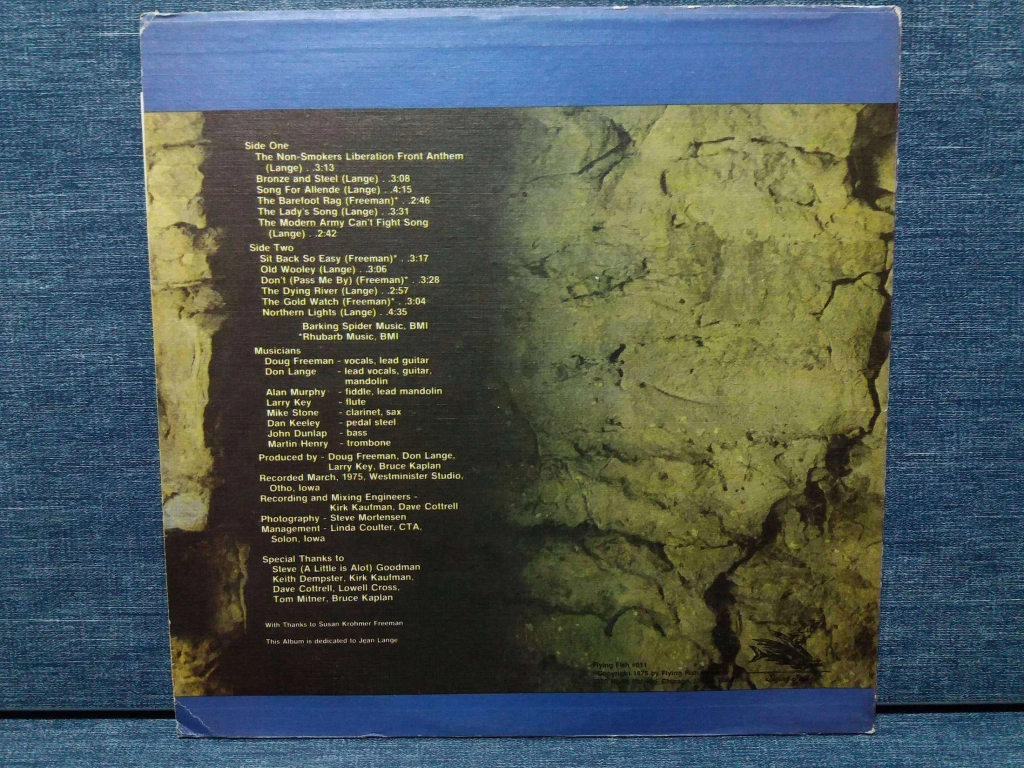 Side One
The Non-Smokers Liberation Front Anthem
(Lange) . .3:13
Bronze and Steel (Lange) . .3:08
Song For Allende (Lange) . .4:15
The Barefoot Rag (Freeman)* . .2:46
The Lady's Song (Lange) . .3:31
The Modern Army Can't Fight Song
(Lange) . .2:42
Side Two
Sit Back So Easy (Freeman)* . .3:17
Old Wooley (Lange) . .3:06
Don't (Pass Me By) (Freeman)* . .3:28
The Dying River (Lange) . .2:57
The Gold Watch (Freeman)* . .3:04
Northern Lights (Lange) . .4:35
Barking Spider Music, BMI
*Rhubarb Music, BMI
Musicians
Doug Freeman - vocals, lead guitar
Don Lange - lead vocals, guitar,
mandolin
Alan Murphy - fiddle, lead mandolin
Larry Key - flute
Mike Stone - clarinet, sax
Dan Keeley - pedal steel
John Dunlap - bass
Martin Henry - trombone
Produced by - Doug Freeman, Don Lange,
Larry Key, Bruce Kaplan
Recorded March, 1975, Westminister Studio,
Otho, Iowa
Recording and Mixing Engineers -
Kirk Kaufman, Dave Cottrell
Photography - Steve Mortensen
Management - Linda Coulter, CTA,
Solon, Iowa
Special Thanks to
Steve (A Little is Alot) Goodman
Keith Dempster, Kirk Kaufman,
Dave Cottrell, Lowell Cross,
Tom Mitner, Bruce Kaplan
With Thanks to Susan Krohmer Freeman
This Album is dedicated to Jean Lange
Flying Fish #011
Copyright 1975 by Flying Fish